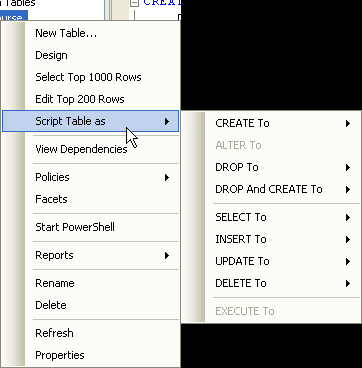 Tables
CREAT
New Table...
Design
Select Top 1000 Rows
Edit Top 200 Rows
Script Table as
View Dependencies
Policies
Facets
Start PowerShell
Reports
Rename
Delete
Refresh
Properties
CREATE To
ALTER To
DROP To
DROP And CREATE To
SELECT To
INSERT To
UPDATE To
DELETE To
EXECUTE To